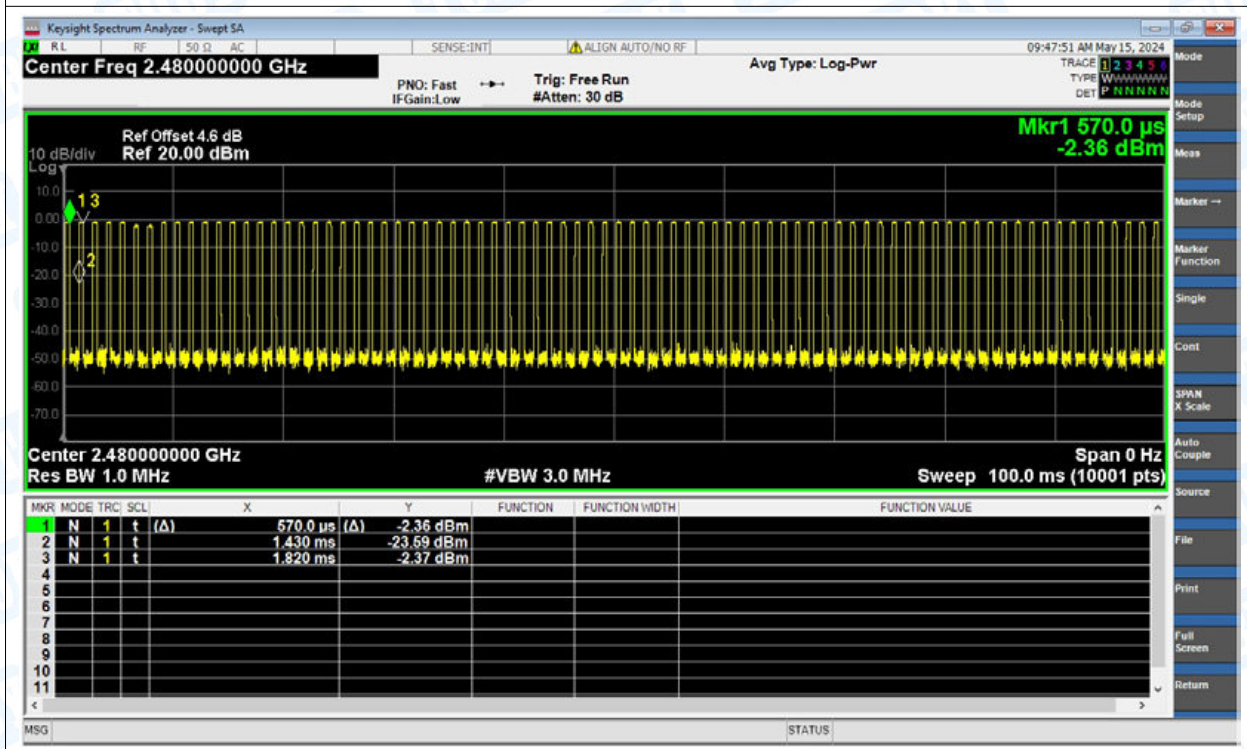 Keysight Spectrum Analyzer - Swept SA
RL RF 50 Ω AC SENSE:INT ALIGN AUTO/NO RF 09:47:51 AM May 15, 2024
Center Freq 2.480000000 GHz
PNO: Fast
IFGain:Low
Trig: Free Run
#Atten: 30 dB
Avg Type: Log-Pwr
TRACE 1 2 3 4 5 6
TYPE W
DET P N N N N N
Mkr1 570.0 µs
-2.36 dBm
Ref Offset 4.6 dB
10 dB/div Ref 20.00 dBm
Log
10.0
0.00
-10.0
-20.0
-30.0
-40.0
-50.0
-60.0
-70.0
1 3
2
Center 2.480000000 GHz Span 0 Hz
Res BW 1.0 MHz #VBW 3.0 MHz Sweep 100.0 ms (10001 pts)
MKR MODE TRC SCL X Y FUNCTION FUNCTION WIDTH FUNCTION VALUE
1 N 1 t (Δ) 570.0 µs (Δ) -2.36 dBm
2 N 1 t 1.430 ms -23.59 dBm
3 N 1 t 1.820 ms -2.37 dBm
4
5
6
7
8
9
10
11
MSG STATUS
Mode
Mode Setup
Meas
Marker →
Marker Function
Single
Cont
SPAN X Scale
Auto Couple
Source
File
Print
Full Screen
Return